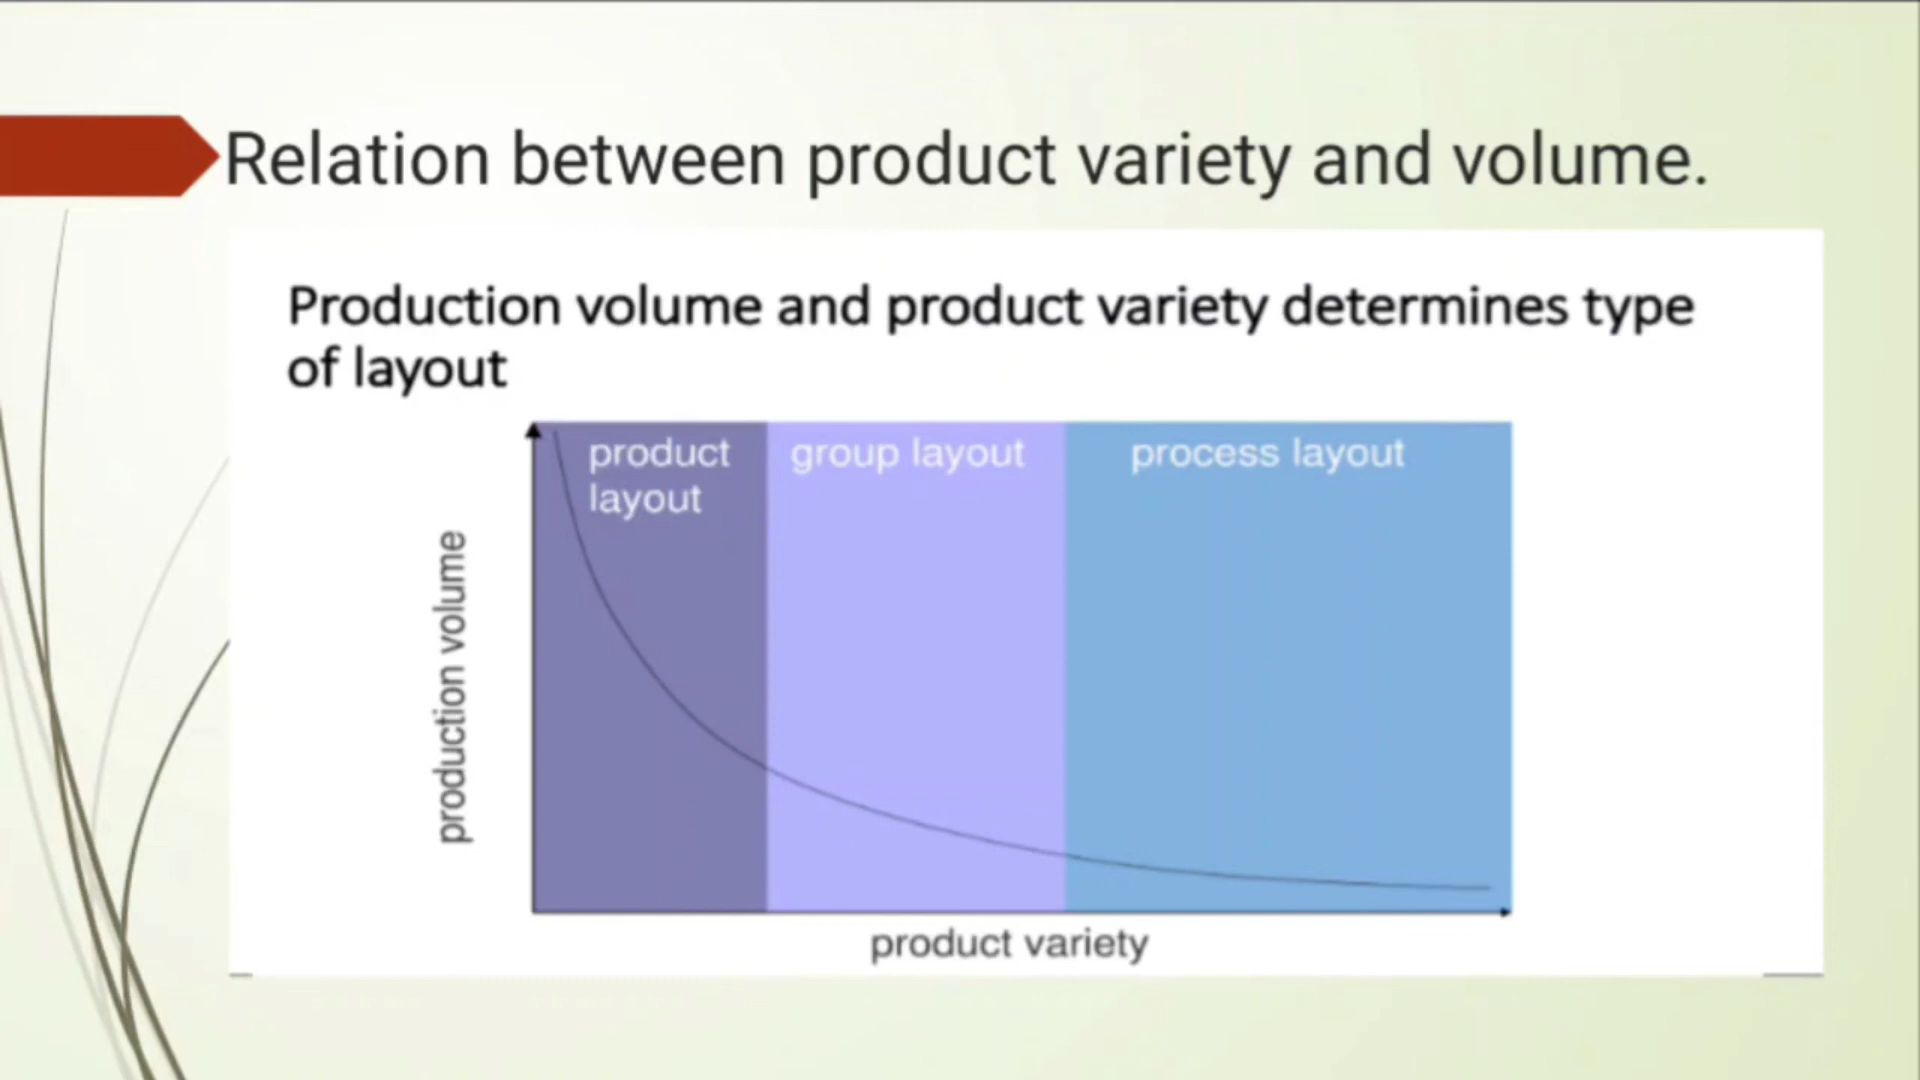 Relation between product variety and volume.
Production volume and product variety determines type
of layout
product
layout
group layout
process layout
production volume
product variety